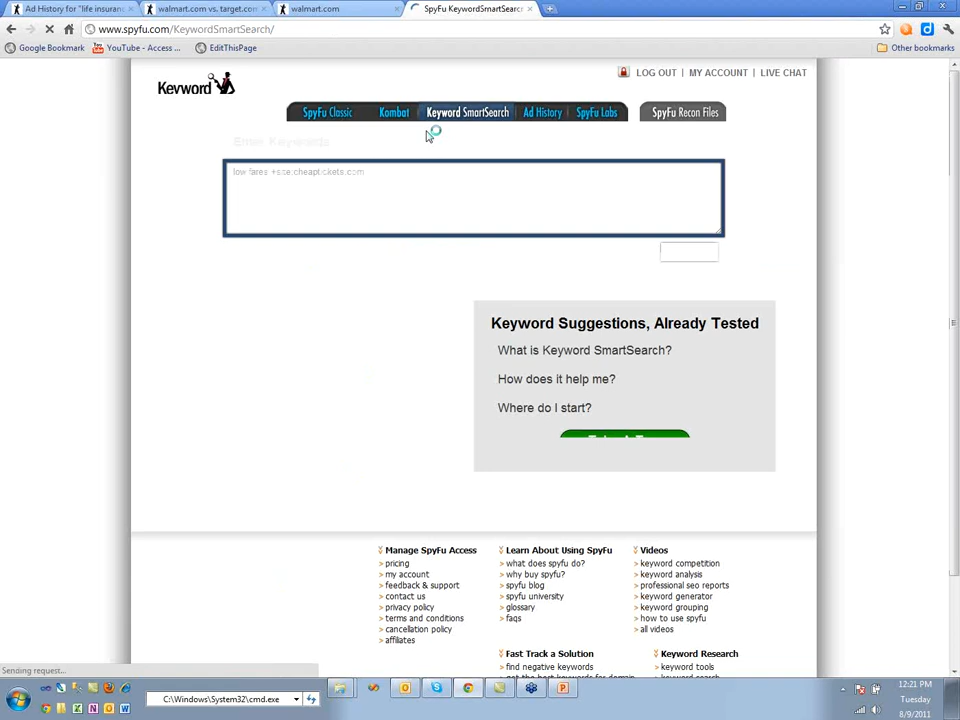 Ad History for "life insuranc
walmart.com vs. target.com
walmart.com
SpyFu KeywordSmartSearch
www.spyfu.com/KeywordSmartSearch/
Google Bookmark
YouTube - Access ...
EditThisPage
Other bookmarks
Keyword
LOG OUT | MY ACCOUNT | LIVE CHAT
SpyFu Classic
Kombat
Keyword SmartSearch
Ad History
SpyFu Labs
SpyFu Recon Files
Enter Keywords
low fares +site:cheaptickets.com
Keyword Suggestions, Already Tested
What is Keyword SmartSearch?
How does it help me?
Where do I start?
Manage SpyFu Access
> pricing
> my account
> feedback & support
> contact us
> privacy policy
> terms and conditions
> cancellation policy
> affiliates
Learn About Using SpyFu
> what does spyfu do?
> why buy spyfu?
> spyfu blog
> spyfu university
> glossary
> faqs
Videos
> keyword competition
> keyword analysis
> professional seo reports
> keyword generator
> keyword grouping
> how to use spyfu
> all videos
Fast Track a Solution
> find negative keywords
Keyword Research
> keyword tools
Sending request...
C:\Windows\System32\cmd.exe
12:21 PM
Tuesday
8/9/2011